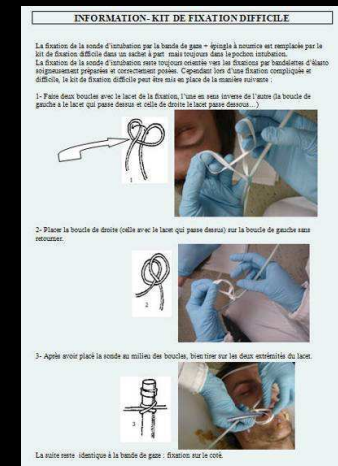 INFORMATION- KIT DE FIXATION DIFFICILE
La fixation de la sonde d'intubation par la bande de gaze + épingle à nourrice est remplacée par le
kit de fixation difficile dans un sachet à part mais toujours dans le pochon intubation.
La fixation de la sonde d'intubation reste toujours orientée vers les fixations par bandelettes d'élasto
soigneusement préparées et correctement posées. Cependant lors d'une fixation compliquée et
difficile, le kit de fixation difficile peut être mis en place de la manière suivante :
1- Faire deux boucles avec le lacet de la fixation, l'une en sens inverse de l'autre (la boucle de
gauche a le lacet qui passe dessus et celle de droite le lacet passe dessous…)
1
2- Placer la boucle de droite (celle avec le lacet qui passe dessus) sur la boucle de gauche sans
retourner.
2
3- Après avoir placé la sonde au milieu des boucles, bien tirer sur les deux extrémités du lacet.
3
La suite reste identique à la bande de gaze : fixation sur le coté.